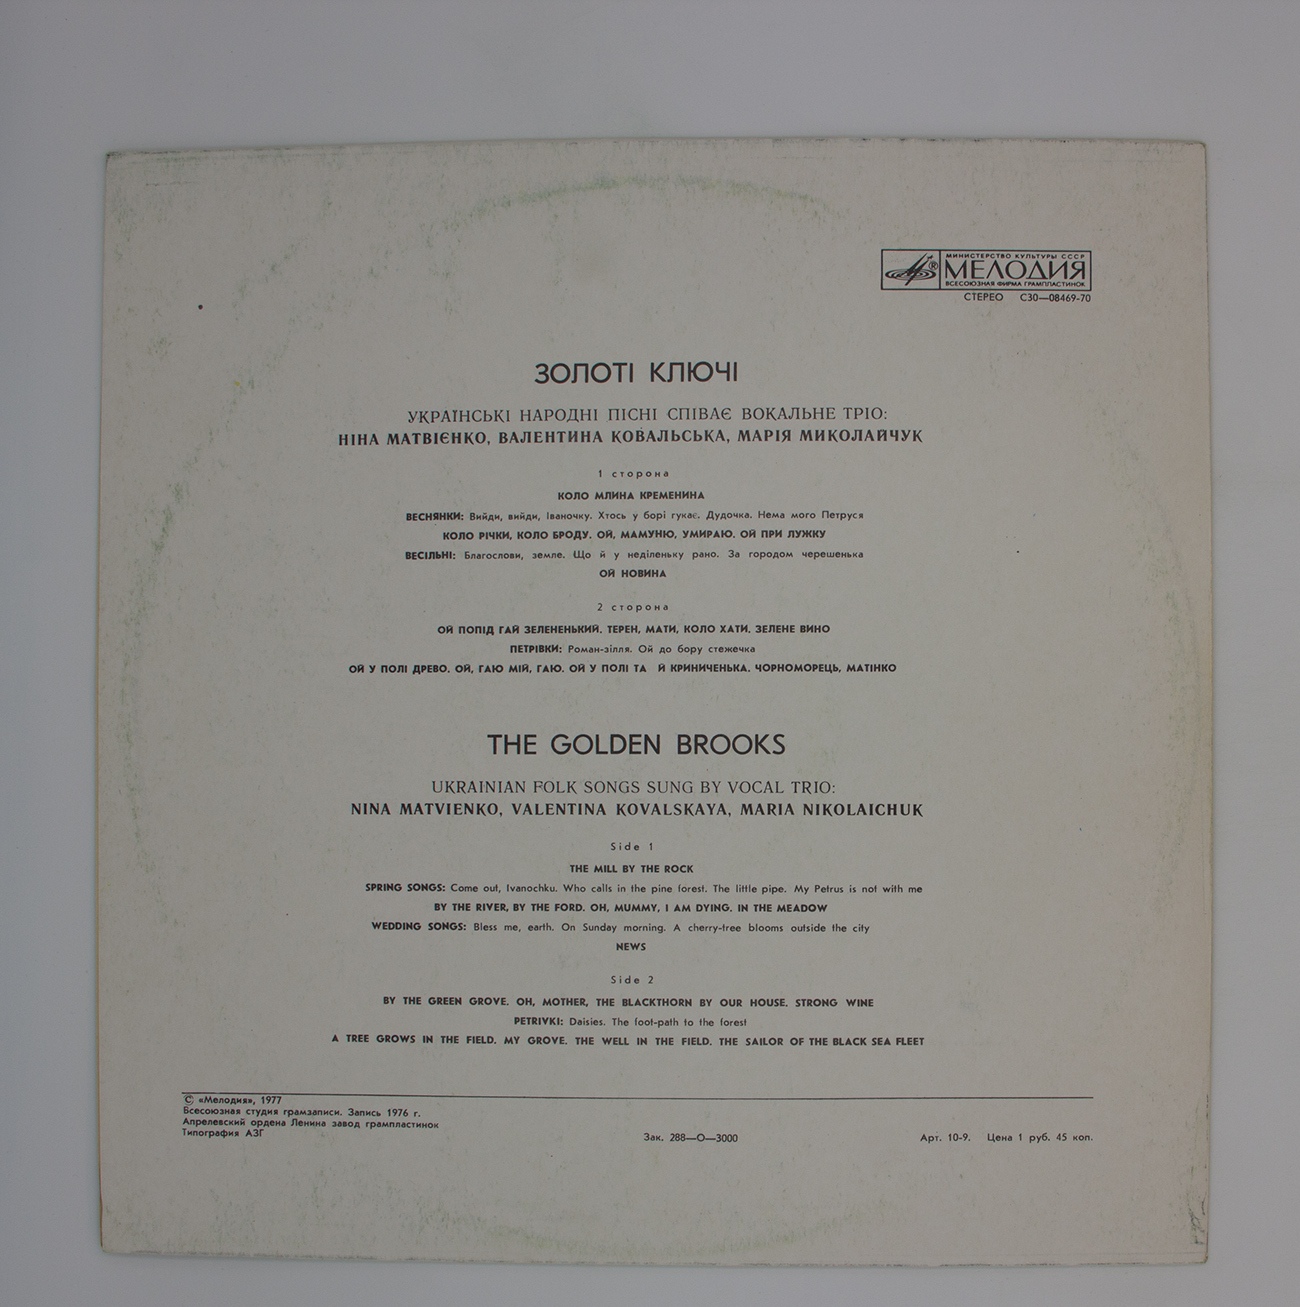 МИНИСТЕРСТВО КУЛЬТУРЫ СССР
МЕЛОДИЯ
ВСЕСОЮЗНАЯ ФИРМА ГРАМПЛАСТИНОК
СТЕРЕО С30—08469-70
ЗОЛОТІ КЛЮЧІ
УКРАЇНСЬКІ НАРОДНІ ПІСНІ СПІВАЄ ВОКАЛЬНЕ ТРІО:
НІНА МАТВІЄНКО, ВАЛЕНТИНА КОВАЛЬСЬКА, МАРІЯ МИКОЛАЙЧУК
1 сторона
КОЛО МЛИНА КРЕМЕНИНА
ВЕСНЯНКИ: Вийди, вийди, Іваночку. Хтось у борі гукає. Дудочка. Нема мого Петруся
КОЛО РІЧКИ, КОЛО БРОДУ. ОЙ, МАМУНЮ, УМИРАЮ. ОЙ ПРИ ЛУЖКУ
ВЕСІЛЬНІ: Благослови, земле. Що й у неділеньку рано. За городом черешенька
ОЙ НОВИНА
2 сторона
ОЙ ПОПІД ГАЙ ЗЕЛЕНЕНЬКИЙ. ТЕРЕН, МАТИ, КОЛО ХАТИ. ЗЕЛЕНЕ ВИНО
ПЕТРІВКИ: Роман-зілля. Ой до бору стежечка
ОЙ У ПОЛІ ДРЕВО. ОЙ, ГАЮ МІЙ, ГАЮ. ОЙ У ПОЛІ ТА Й КРИНИЧЕНЬКА. ЧОРНОМОРЕЦЬ, МАТІНКО
THE GOLDEN BROOKS
UKRAINIAN FOLK SONGS SUNG BY VOCAL TRIO:
NINA MATVIENKO, VALENTINA KOVALSKAYA, MARIA NIKOLAICHUK
Side 1
THE MILL BY THE ROCK
SPRING SONGS: Come out, Ivanochku. Who calls in the pine forest. The little pipe. My Petrus is not with me
BY THE RIVER, BY THE FORD. OH, MUMMY, I AM DYING. IN THE MEADOW
WEDDING SONGS: Bless me, earth. On Sunday morning. A cherry-tree blooms outside the city
NEWS
Side 2
BY THE GREEN GROVE. OH, MOTHER, THE BLACKTHORN BY OUR HOUSE. STRONG WINE
PETRIVKI: Daisies. The foot-path to the forest
A TREE GROWS IN THE FIELD. MY GROVE. THE WELL IN THE FIELD. THE SAILOR OF THE BLACK SEA FLEET
© «Мелодия», 1977
Всесоюзная студия грамзаписи. Запись 1976 г.
Апрелевский ордена Ленина завод грампластинок
Типография АЗГ
Зак. 288—О—3000
Арт. 10-9. Цена 1 руб. 45 коп.